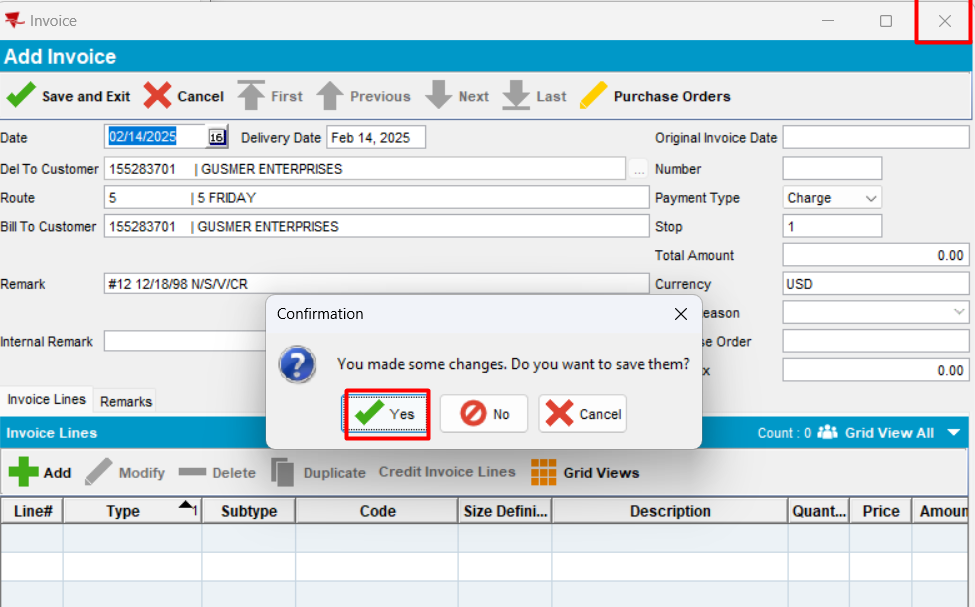 Invoice
Add Invoice
Save and Exit Cancel First Previous Next Last Purchase Orders
Date 02/14/2025 16 Delivery Date Feb 14, 2025 Original Invoice Date
Del To Customer 155283701 | GUSMER ENTERPRISES ... Number
Route 5 | 5 FRIDAY Payment Type Charge
Bill To Customer 155283701 | GUSMER ENTERPRISES Stop 1
Total Amount 0.00
Remark #12 12/18/98 N/S/V/CR Currency USD
Confirmation
eason
Internal Remark se Order
You made some changes. Do you want to save them?
x 0.00
Yes No Cancel
Invoice Lines Remarks
Invoice Lines Count : 0 Grid View All
Add Modify Delete Duplicate Credit Invoice Lines Grid Views
Line# Type 1 Subtype Code Size Defini... Description Quant... Price Amoun